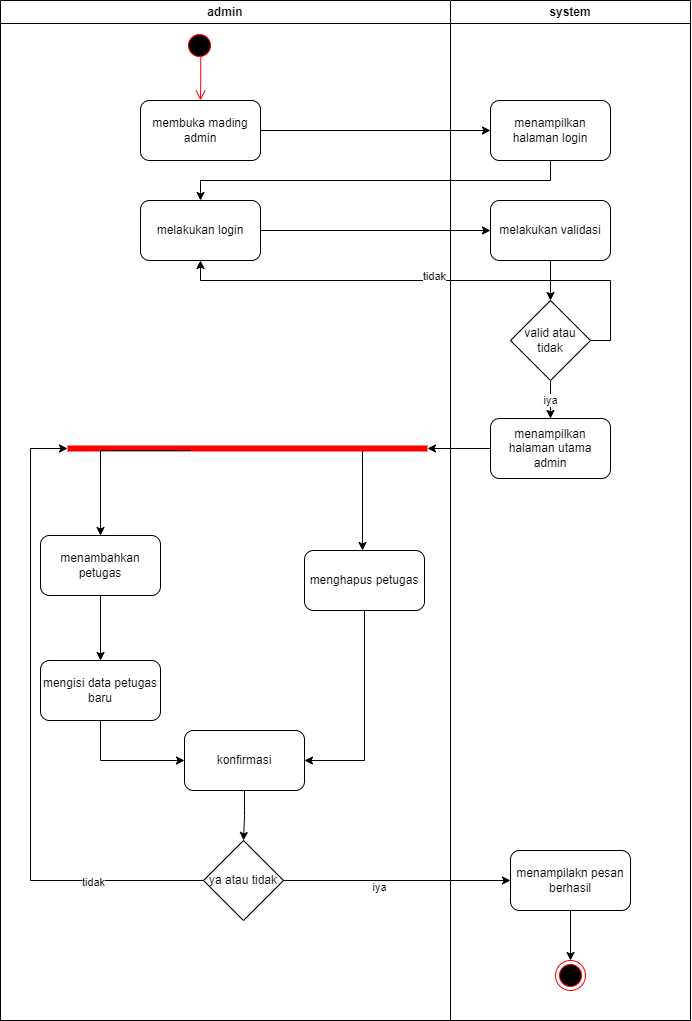 admin
system
membuka mading
admin
menampilkan
halaman login
melakukan login
melakukan validasi
tidak
valid atau
tidak
iya
menampilkan
halaman utama
admin
menambahkan
petugas
menghapus petugas
mengisi data petugas
baru
konfirmasi
ya atau tidak
tidak
iya
menampilakn pesan
berhasil